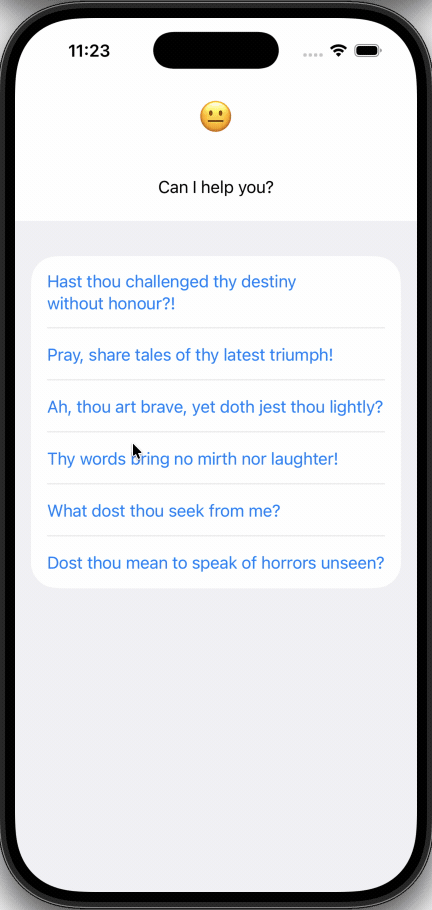 11:23
Can I help you?
Hast thou challenged thy destiny
without honour?!
Pray, share tales of thy latest triumph!
Ah, thou art brave, yet doth jest thou lightly?
Thy words bring no mirth nor laughter!
What dost thou seek from me?
Dost thou mean to speak of horrors unseen?